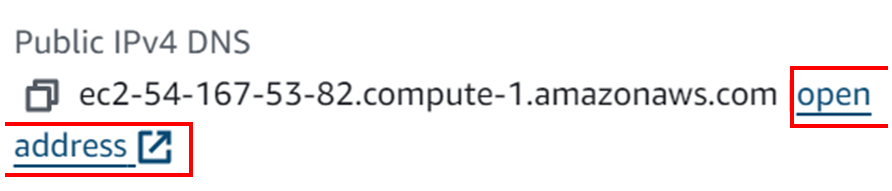 Public IPv4 DNS
ec2-54-167-53-82.compute-1.amazonaws.com open
address